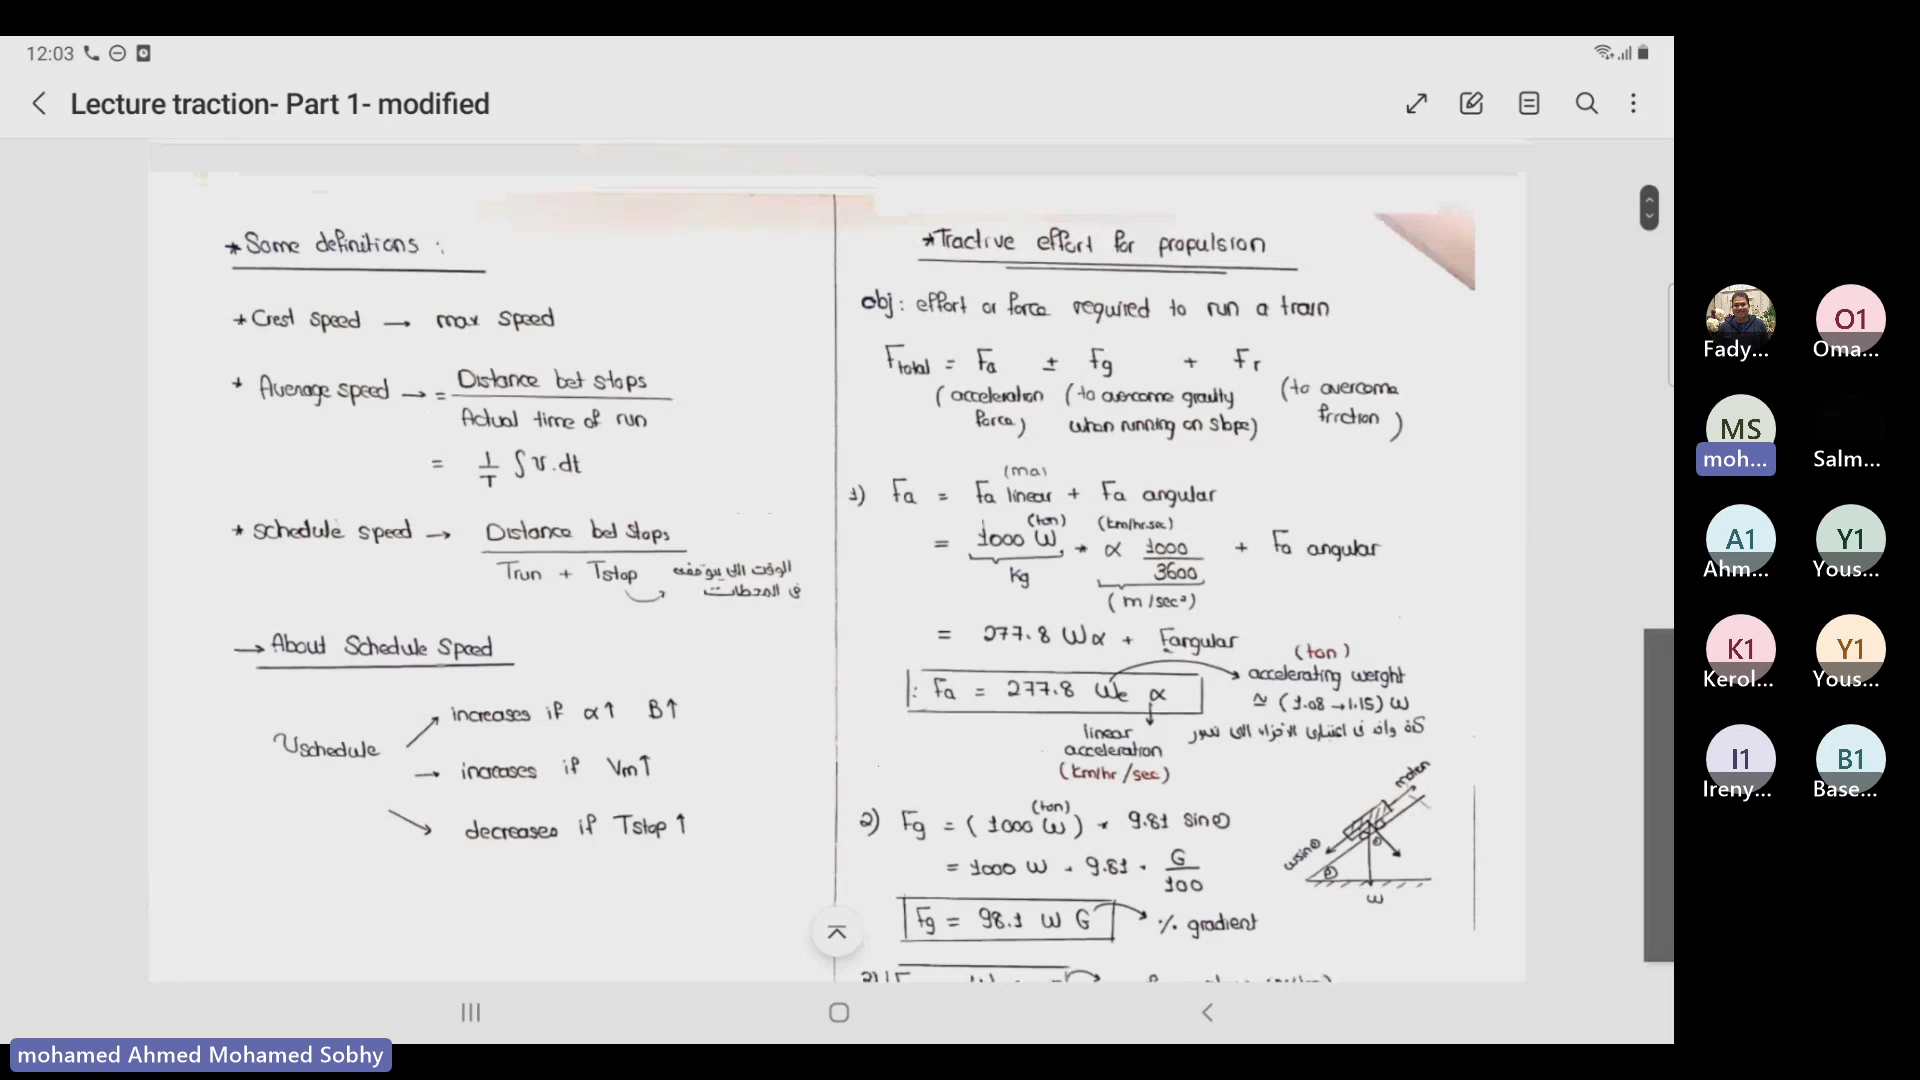 12:03
Lecture traction- Part 1- modified
* Some definitions :
* Crest speed → max speed
* Average speed → = Distance bet stops / Actual time of run
= 1/T ∫ v.dt
* Schedule speed → Distance bet stops / Trun + Tstop
الوقت اللي بيوقفه
في المحطات
→ About Schedule Speed
Vschedule
increases if α↑ B↑
→ increases if Vm↑
decreases if Tstop ↑
* Tractive effort for propulsion
obj : effort or force required to run a train
Ftotal = Fa ± Fg + Fr
(acceleration force) (to overcome gravity when running on slope) (to overcome friction)
(ma)
1) Fa = Fa linear + Fa angular
(ton) (km/hr.sec)
= 1000 W * α 1000/3600 + Fa angular
Kg (m/sec²)
= 277.8 Wα + Fangular
(ton)
∴ Fa = 277.8 We α
accelerating weight
≃ (1.08 → 1.15) W
linear
acceleration
(km/hr/sec)
(ton)
2) Fg = (1000 W) * 9.81 sinΘ
= 1000 W * 9.81 * G/100
Fg = 98.1 W G → % gradient
motion
wsinΘ
Θ
Θ
W
mohamed Ahmed Mohamed Sobhy
Fady...
O1
Oma...
MS
moh...
Salm...
A1
Ahm...
Y1
Yous...
K1
Kerol...
Y1
Yous...
I1
Ireny...
B1
Base...